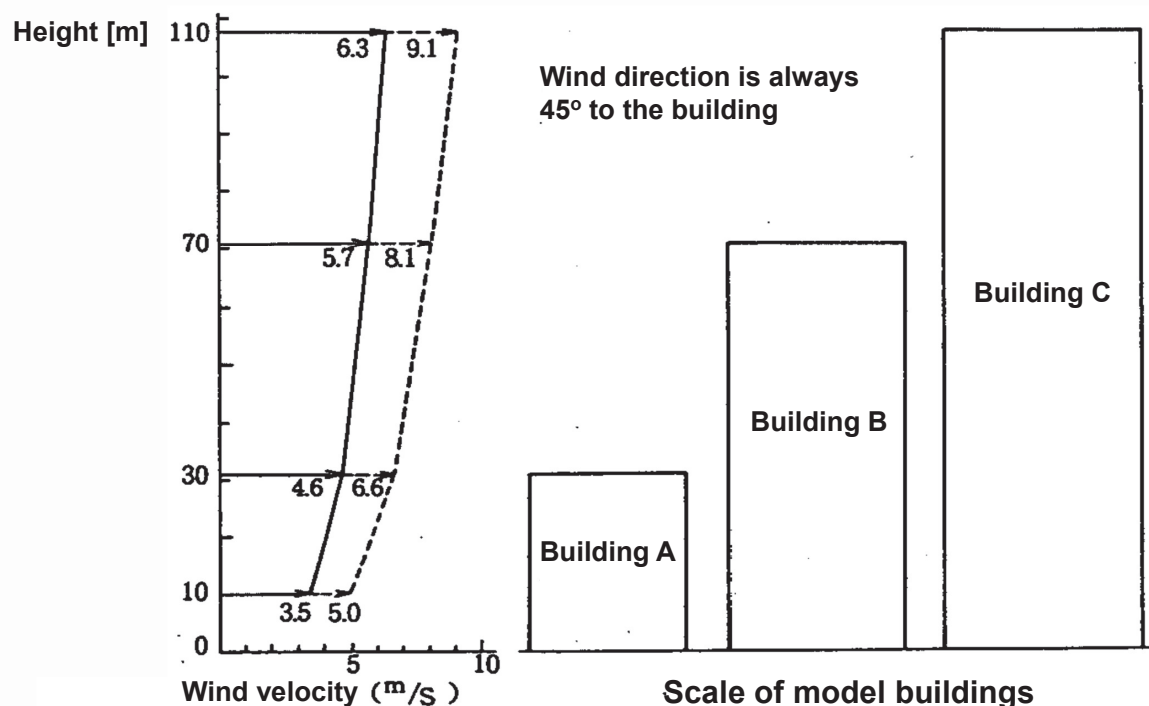 Height [m]
110
6.3
9.1
Wind direction is always
45º to the building
70
5.7
8.1
Building C
Building B
30
4.6
6.6
Building A
10
3.5
5.0
0
5
10
Wind velocity (m/s)
Scale of model buildings